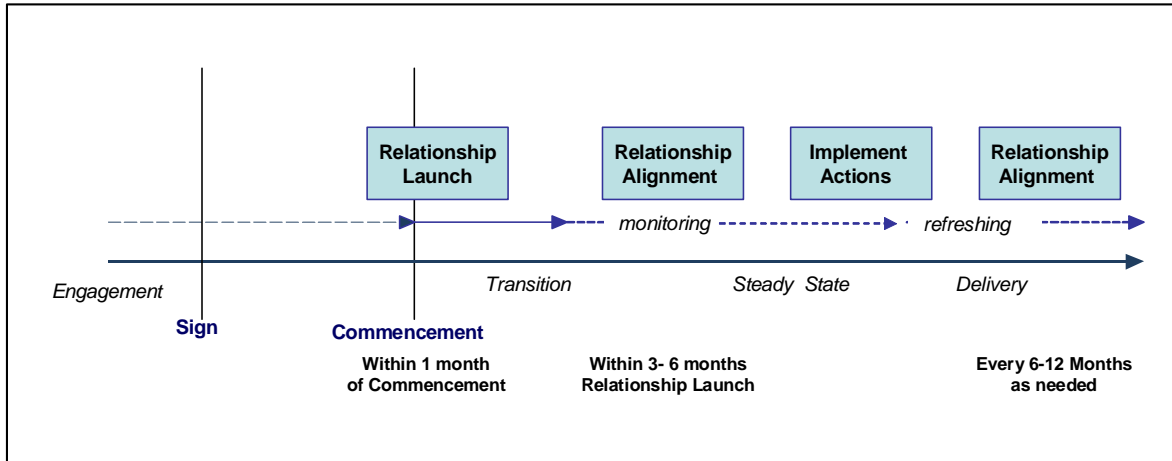 Relationship
Launch
Relationship
Alignment
Implement
Actions
Relationship
Alignment
monitoring
refreshing
Engagement
Transition
Steady State
Delivery
Sign
Commencement
Within 1 month
of Commencement
Within 3- 6 months
Relationship Launch
Every 6-12 Months
as needed